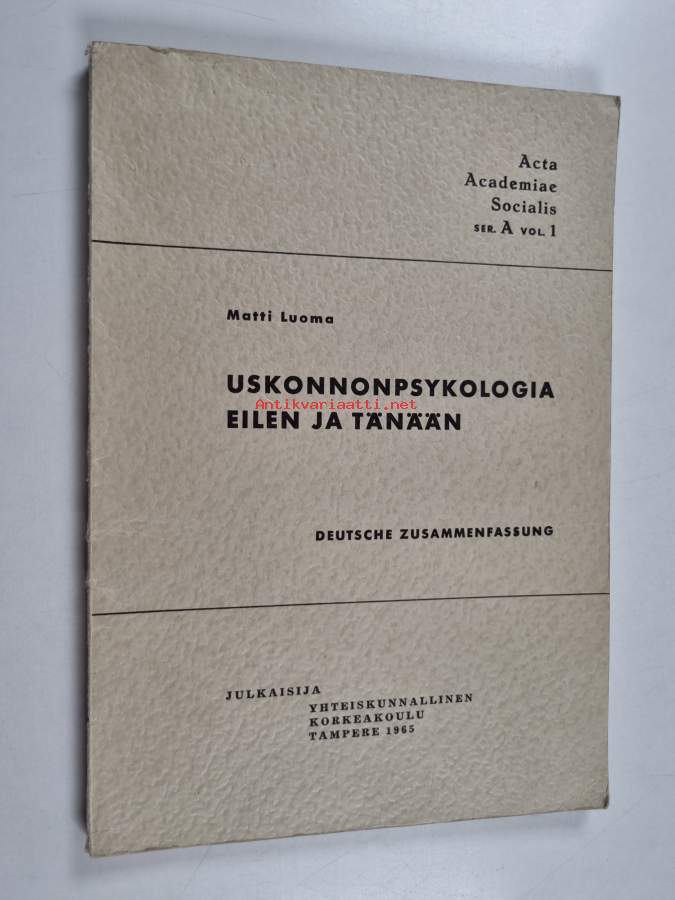 Acta
Academiae
Socialis
SER. A VOL. 1
Matti Luoma
USKONNONPSYKOLOGIA
Antikvariaatti.net
EILEN JA TÄNÄÄN
DEUTSCHE ZUSAMMENFASSUNG
JULKAISIJA
YHTEISKUNNALLINEN
KORKEAKOULU
TAMPERE 1965